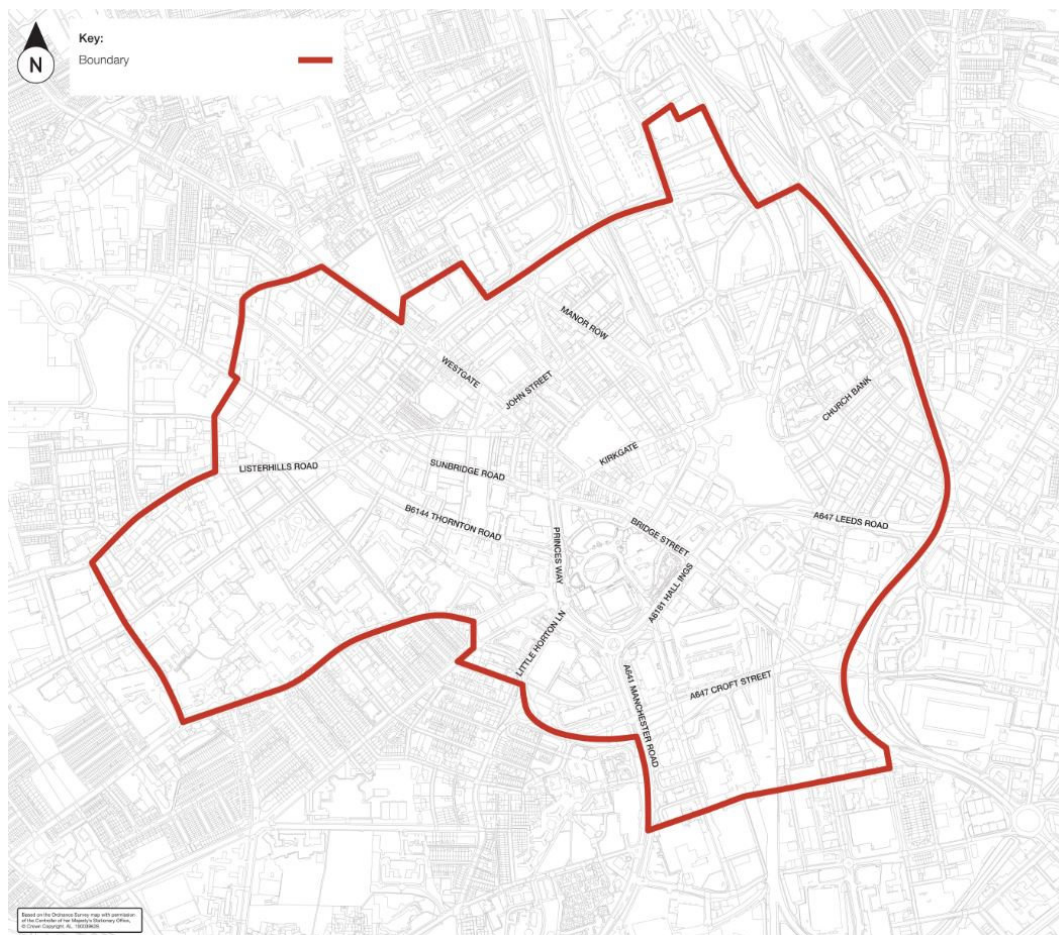 Key:
N
Boundary
MANOR ROW
WESTGATE
JOHN STREET
CHURCH BANK
KIRKGATE
LISTERHILLS ROAD
SUNBRIDGE ROAD
B6144 THORNTON ROAD
A647 LEEDS ROAD
BRIDGE STREET
PRINCES WAY
A6181 HALL INGS
LITTLE HORTON LN
A641 MANCHESTER ROAD
A647 CROFT STREET
Based on the Ordnance Survey map with permission
of the Controller of her Majesty's Stationary Office,
© Crown Copyright. AL.